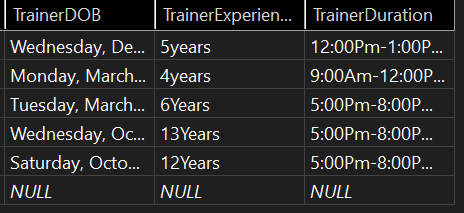 TrainerDOB TrainerExperien... TrainerDuration
Wednesday, De... 5years 12:00Pm-1:00P...
Monday, March... 4years 9:00Am-12:00P...
Tuesday, March... 6Years 5:00Pm-8:00P...
Wednesday, Oc... 13Years 5:00Pm-8:00P...
Saturday, Octo... 12Years 5:00Pm-8:00P...
NULL NULL NULL